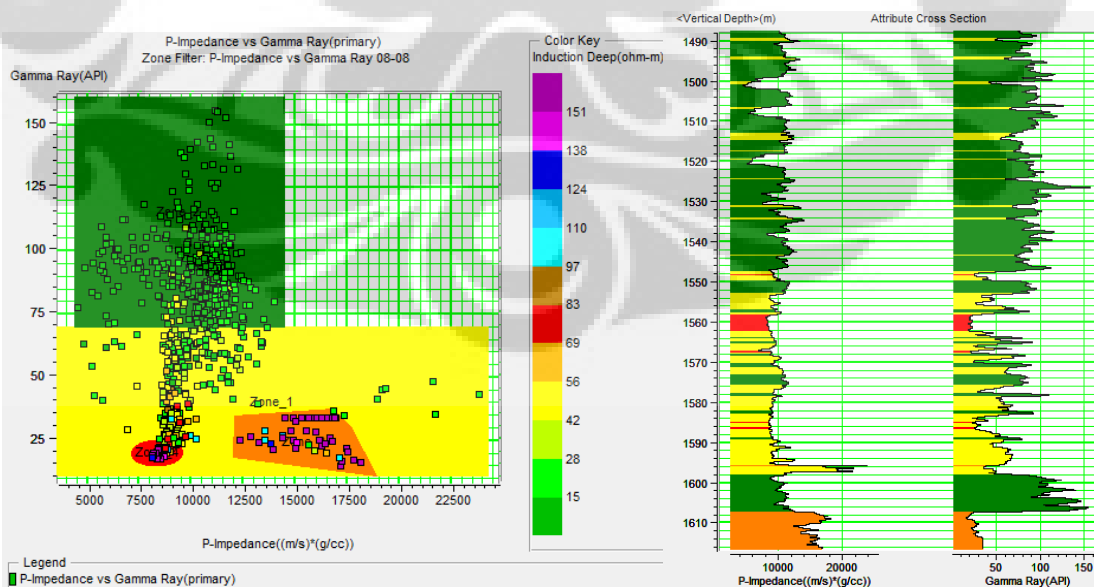 P-Impedance vs Gamma Ray(primary)
Zone Filter: P-Impedance vs Gamma Ray 08-08
Gamma Ray(API)
150
125
100
75
50
25
Zone_1
5000 7500 10000 12500 15000 17500 20000 22500
P-Impedance((m/s)*(g/cc))
Legend
P-Impedance vs Gamma Ray(primary)
Color Key
Induction Deep(ohm-m)
151
138
124
110
97
83
69
56
42
28
15
<Vertical Depth>(m) Attribute Cross Section
1490
1500
1510
1520
1530
1540
1550
1560
1570
1580
1590
1600
1610
10000 20000
P-Impedance((m/s)*(g/cc))
50 100 150
Gamma Ray(API)